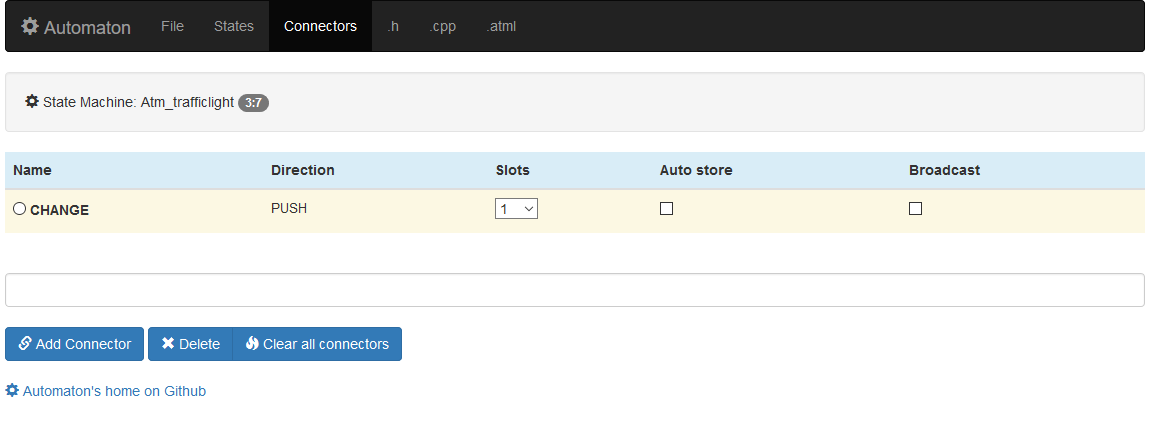 Automaton File States Connectors .h .cpp .atml
State Machine: Atm_trafficlight 3:7
Name Direction Slots Auto store Broadcast
CHANGE PUSH 1
Add Connector Delete Clear all connectors
Automaton's home on Github